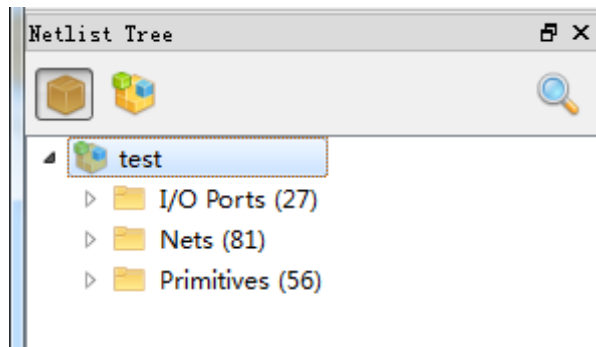 Netlist Tree
test
I/O Ports (27)
Nets (81)
Primitives (56)